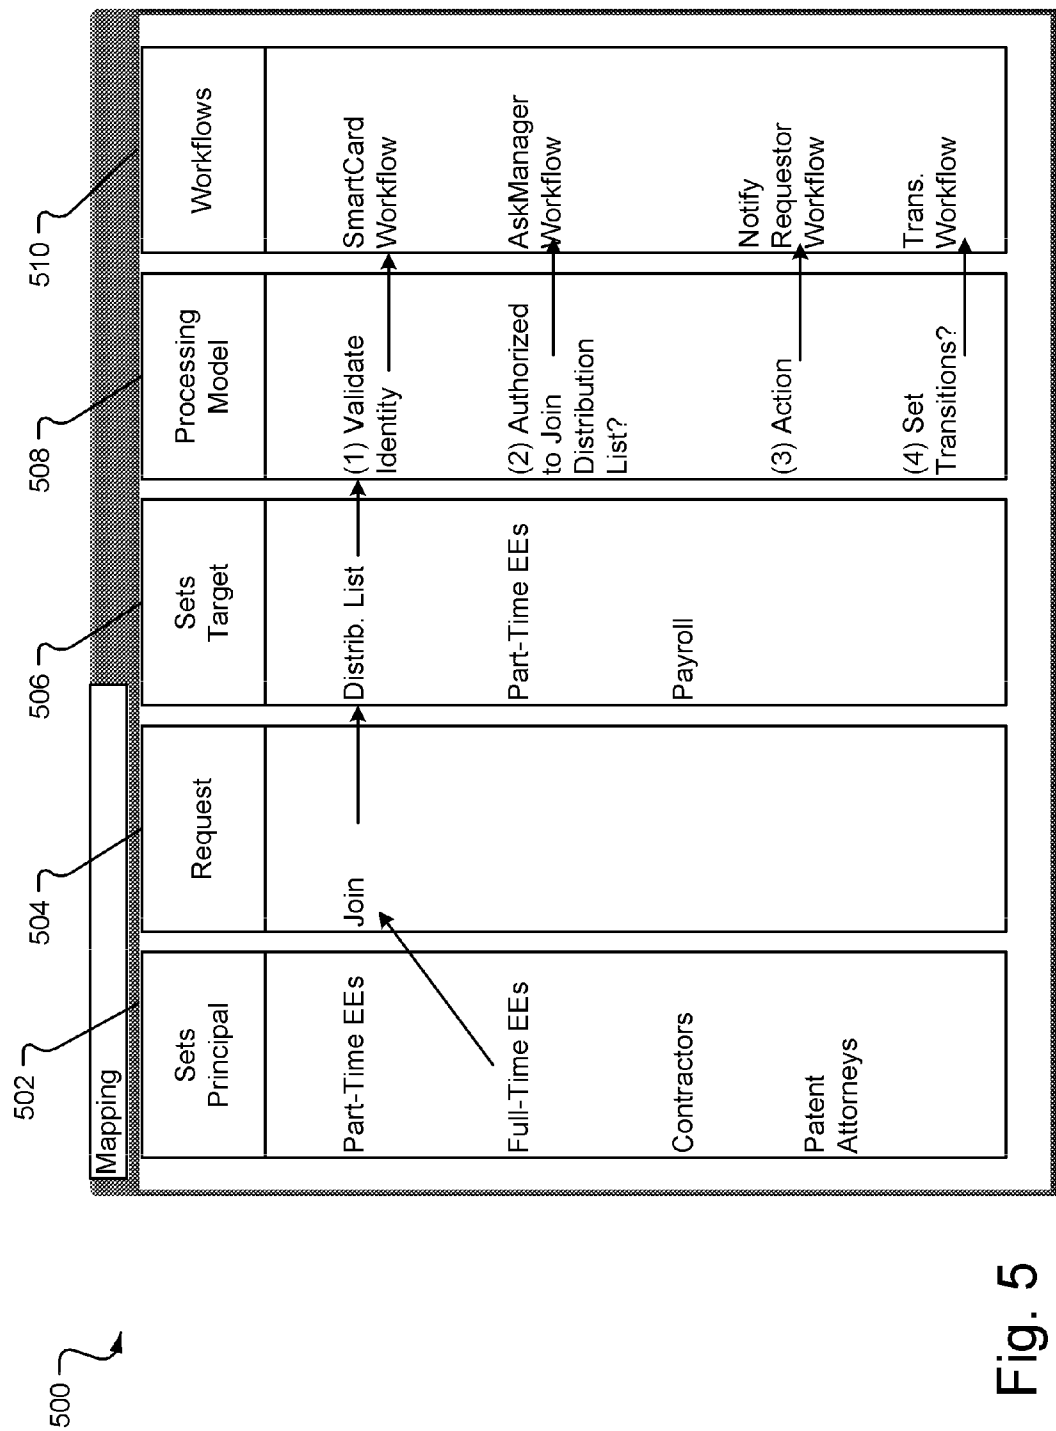 500
502
504
506
508
510
Mapping
Sets
Principal
Part-Time EEs
Full-Time EEs
Contractors
Patent
Attorneys
Request
Join
Sets
Target
Distrib. List
Part-Time EEs
Payroll
Processing
Model
(1) Validate
Identity
(2) Authorized
to Join
Distribution
List?
(3) Action
(4) Set
Transitions?
Workflows
SmartCard
Workflow
AskManager
Workflow
Notify
Requestor
Workflow
Trans.
Workflow
Fig. 5